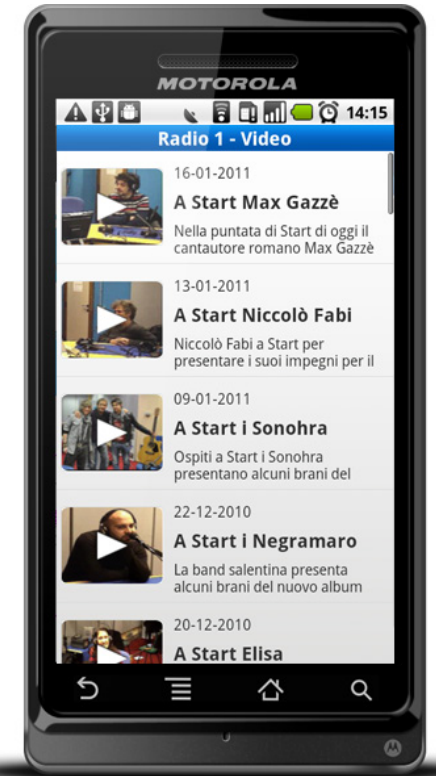 MOTOROLA
14:15
Radio 1 - Video
16-01-2011
A Start Max Gazzè
Nella puntata di Start di oggi il
cantautore romano Max Gazzè
13-01-2011
A Start Niccolò Fabi
Niccolò Fabi a Start per
presentare i suoi impegni per il
09-01-2011
A Start i Sonohra
Ospiti a Start i Sonohra
presentano alcuni brani del
22-12-2010
A Start i Negramaro
La band salentina presenta
alcuni brani del nuovo album
20-12-2010
A Start Elisa